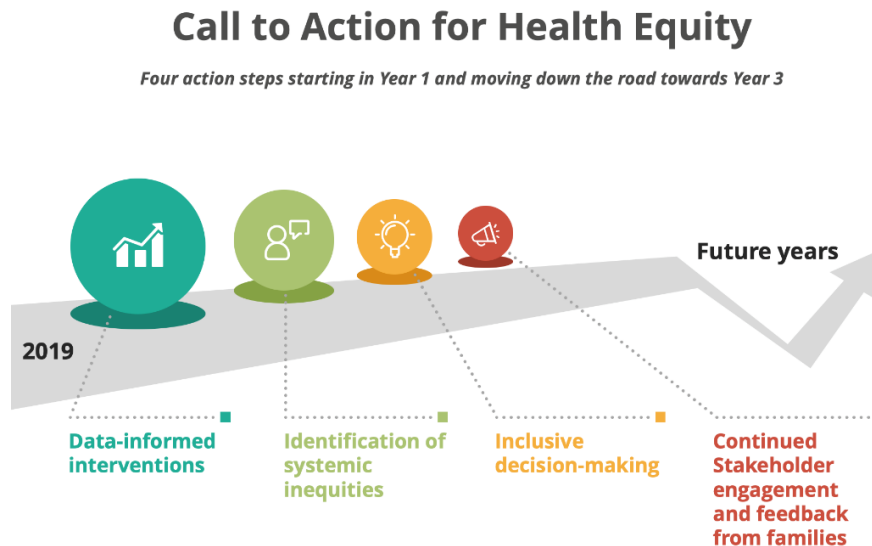 Call to Action for Health Equity
Four action steps starting in Year 1 and moving down the road towards Year 3
Future years
2019
Data-informed
interventions
Identification of
systemic
inequities
Inclusive
decision-making
Continued
Stakeholder
engagement
and feedback
from families